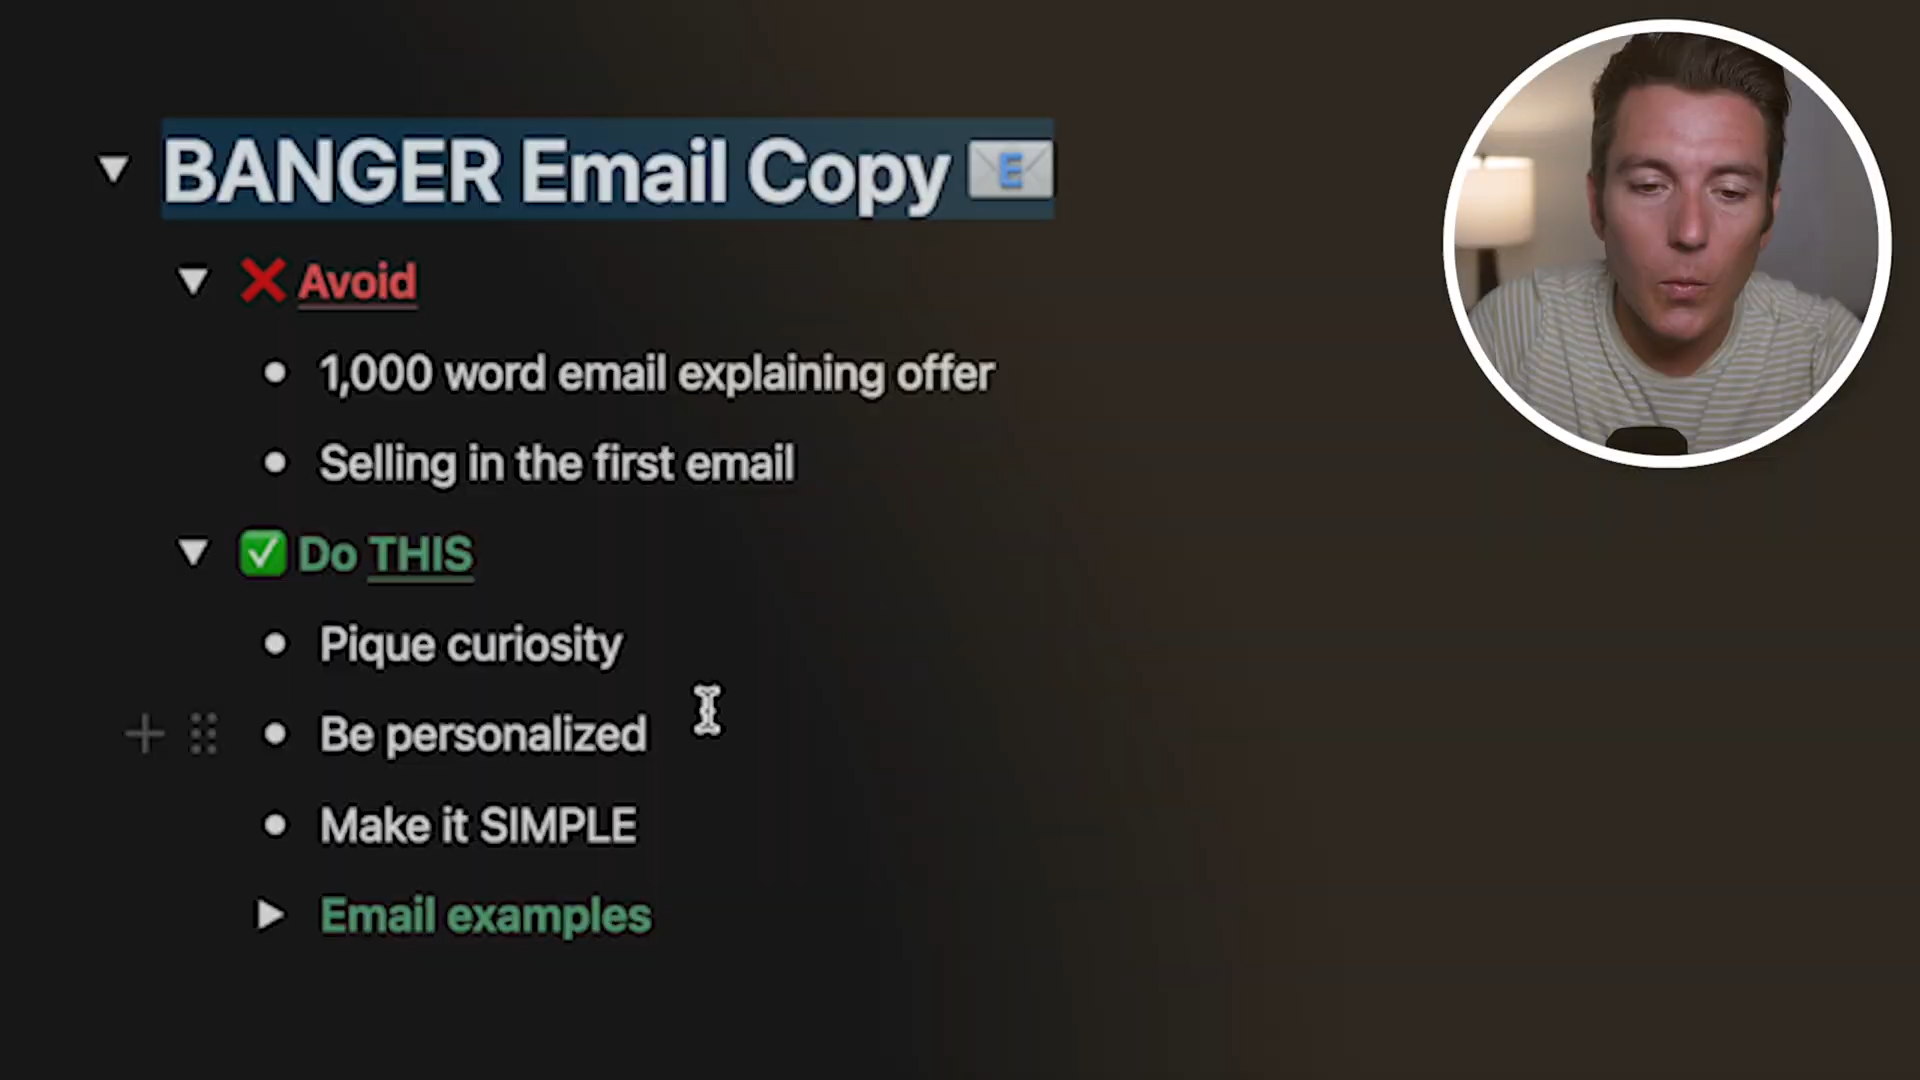 BANGER Email Copy 📧
❌ Avoid
1,000 word email explaining offer
Selling in the first email
✅ Do THIS
Pique curiosity
Be personalized
Make it SIMPLE
Email examples